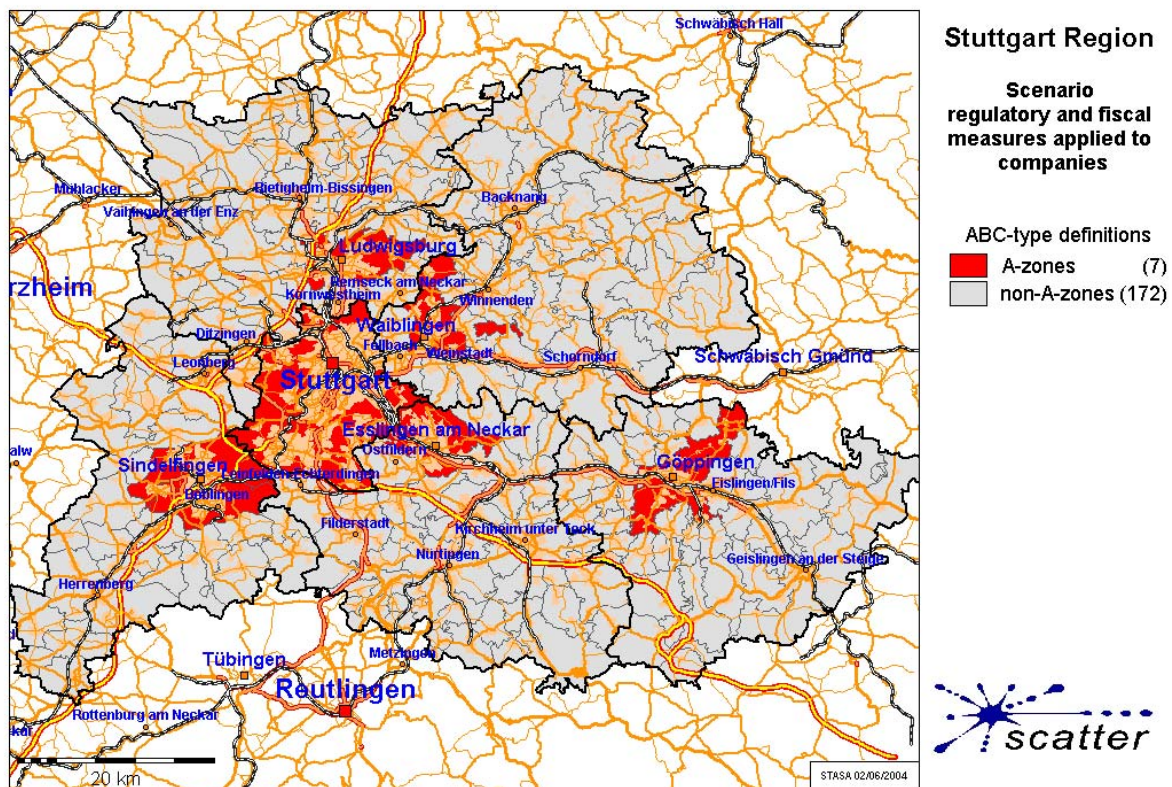 Schwäbisch Hall
Stuttgart Region
Scenario
regulatory and fiscal
measures applied to
companies
ABC-type definitions
A-zones (7)
non-A-zones (172)
Mühlacker
Bietigheim-Bissingen
Backnang
Vaihingen an der Enz
Ludwigsburg
Remseck am Neckar
rzheim
Kornwestheim
Winnenden
Waiblingen
Ditzingen
Fellbach
Weinstadt
Leonberg
Schorndorf
Schwäbisch Gmünd
Stuttgart
Esslingen am Neckar
Ostfildern
alw
Sindelfingen
Leinfelden-Echterdingen
Göppingen
Eislingen/Fils
Böblingen
Filderstadt
Kirchheim unter Teck
Nürtingen
Geislingen an der Steige
Herrenberg
Metzingen
Tübingen
Reutlingen
Rottenburg am Neckar
kar
20 km
STASA 02/06/2004
scatter